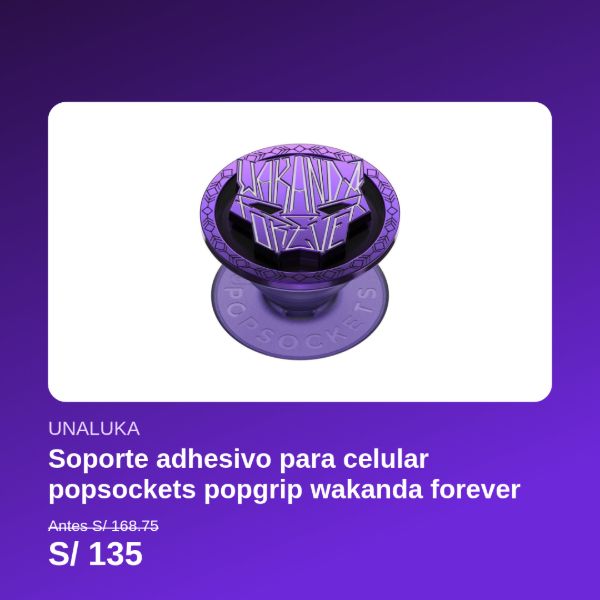 WAKANDA
FOREVER
POPSOCKETS
UNALUKA
Soporte adhesivo para celular
popsockets popgrip wakanda forever
Antes S/ 168.75
S/ 135